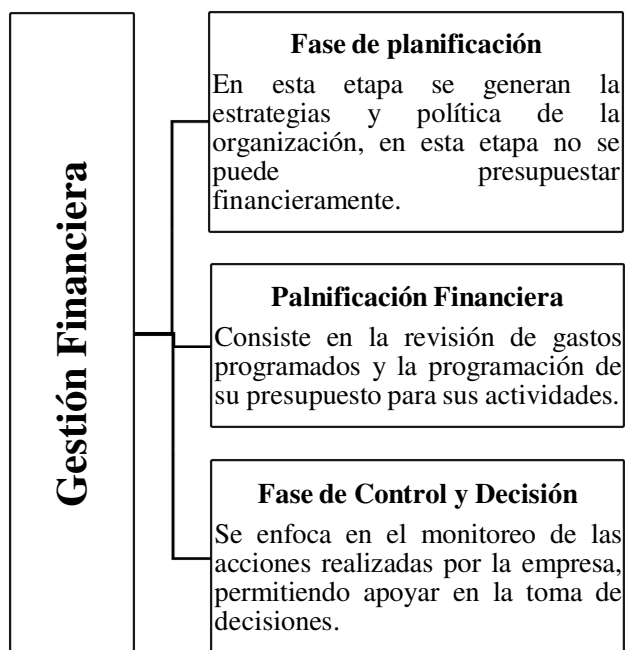 Gestión Financiera
Fase de planificación
En esta etapa se generan la
estrategias y política de la
organización, en esta etapa no se
puede presupuestar
financieramente.
Palnificación Financiera
Consiste en la revisión de gastos
programados y la programación de
su presupuesto para sus actividades.
Fase de Control y Decisión
Se enfoca en el monitoreo de las
acciones realizadas por la empresa,
permitiendo apoyar en la toma de
decisiones.